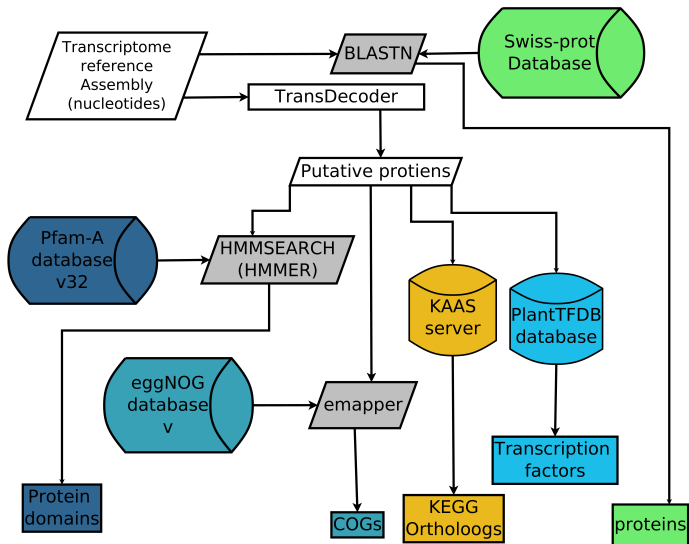 Transcriptome
reference
Assembly
(nucleotides)
BLASTN
Swiss-prot
Database
TransDecoder
Putative protiens
Pfam-A
database
v32
HMMSEARCH
(HMMER)
KAAS
server
PlantTFDB
database
eggNOG
database
v
emapper
Transcription
factors
Protein
domains
COGs
KEGG
Ortholoogs
proteins